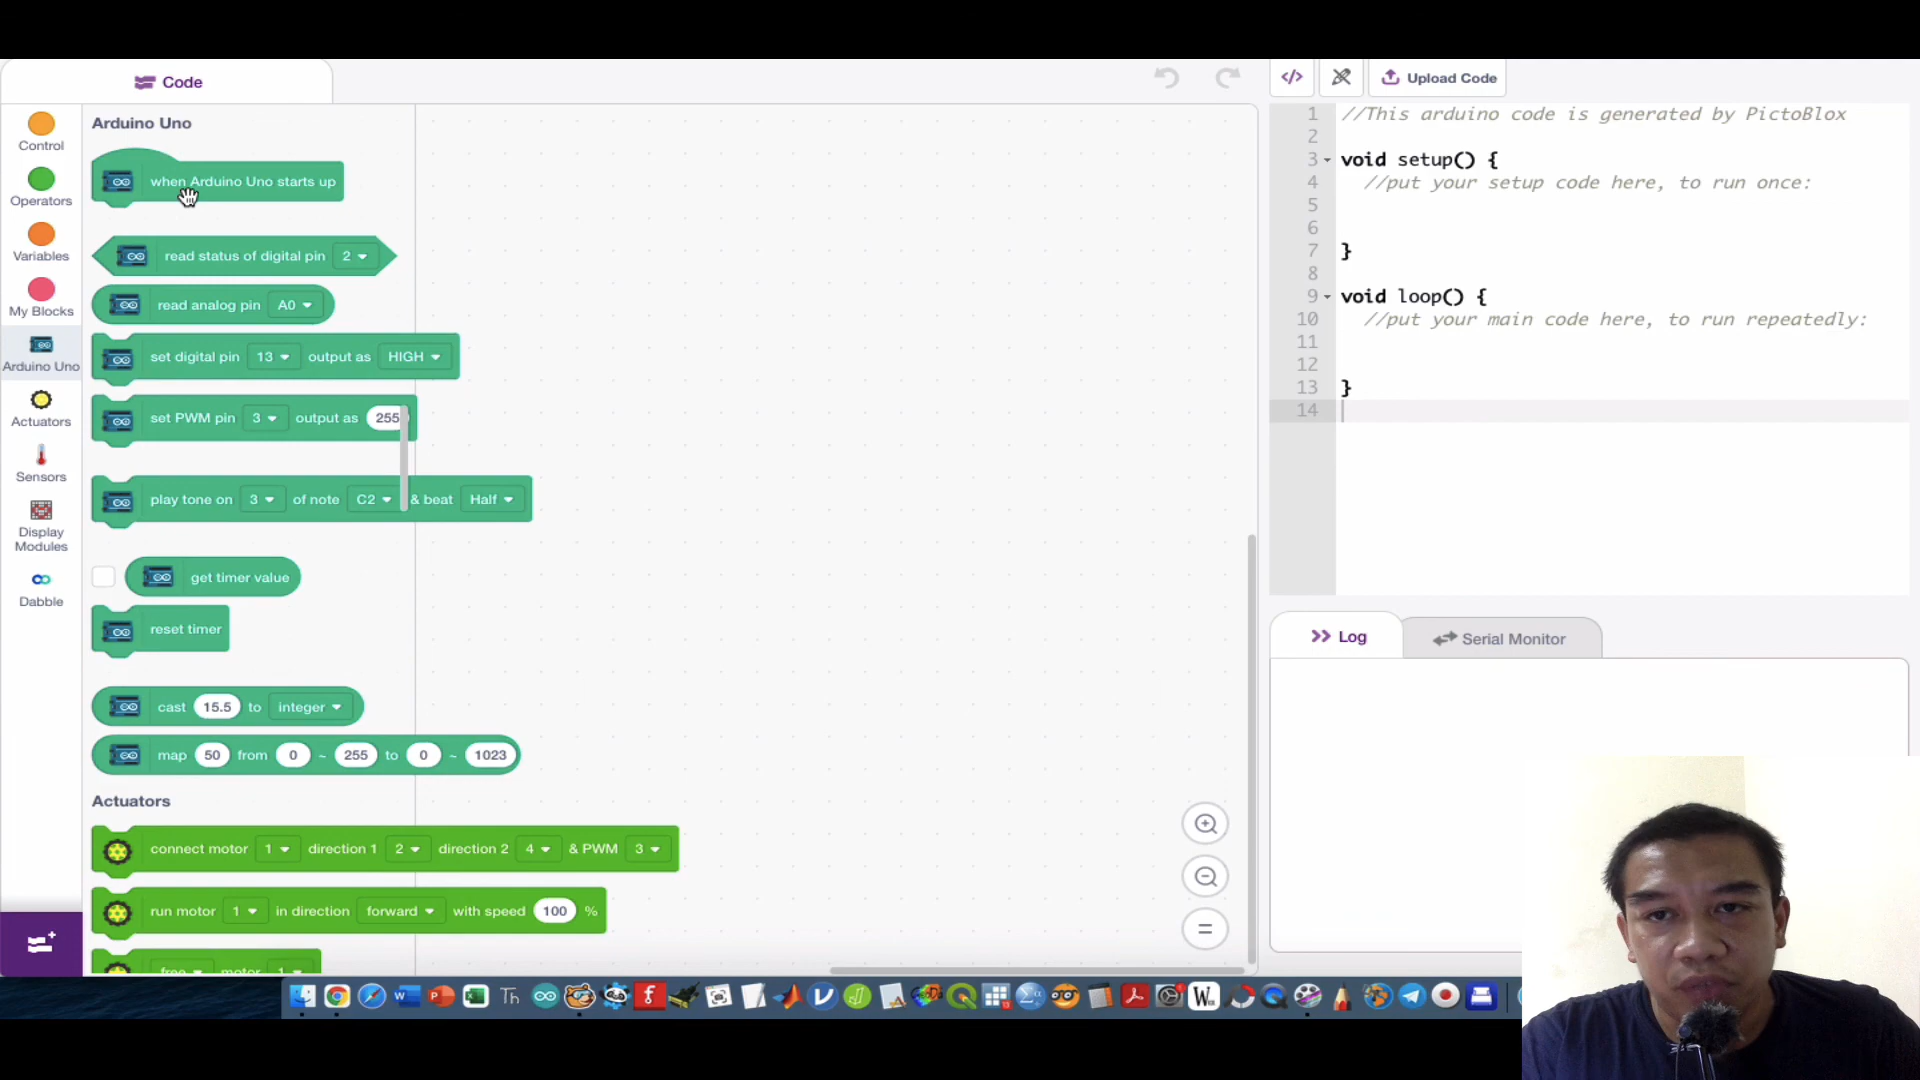 Code
Upload Code
Control
Operators
Variables
My Blocks
Arduino Uno
Actuators
Sensors
Display
Modules
Dabble
Arduino Uno
when Arduino Uno starts up
read status of digital pin 2
read analog pin A0
set digital pin 13 output as HIGH
set PWM pin 3 output as 255
play tone on 3 of note C2 & beat Half
get timer value
reset timer
cast 15.5 to integer
map 50 from 0 ~ 255 to 0 ~ 1023
Actuators
connect motor 1 direction 1 2 direction 2 4 & PWM 3
run motor 1 in direction forward with speed 100 %
free motor 1
1 //This arduino code is generated by PictoBlox
2
3 void setup() {
4 //put your setup code here, to run once:
5
6
7 }
8
9 void loop() {
10 //put your main code here, to run repeatedly:
11
12
13 }
14
Log
Serial Monitor
Th